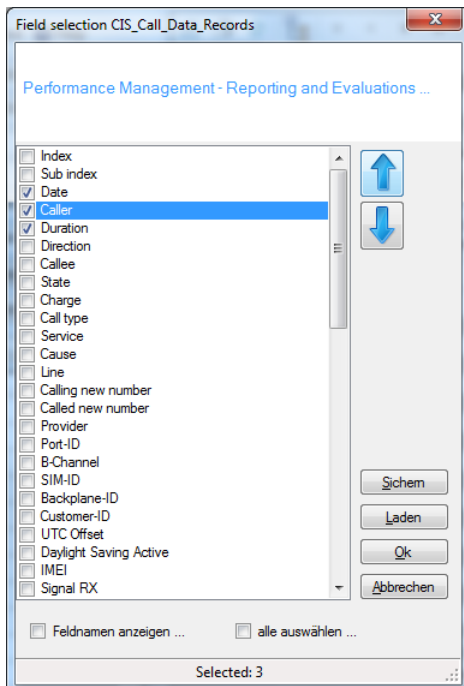 Field selection CIS_Call_Data_Records
Performance Management - Reporting and Evaluations ...
Index
Sub index
Date
Caller
Duration
Direction
Callee
State
Charge
Call type
Service
Cause
Line
Calling new number
Called new number
Provider
Port-ID
B-Channel
SIM-ID
Backplane-ID
Customer-ID
UTC Offset
Daylight Saving Active
IMEI
Signal RX
Sichern
Laden
Ok
Abbrechen
Feldnamen anzeigen ...
alle auswählen ...
Selected: 3